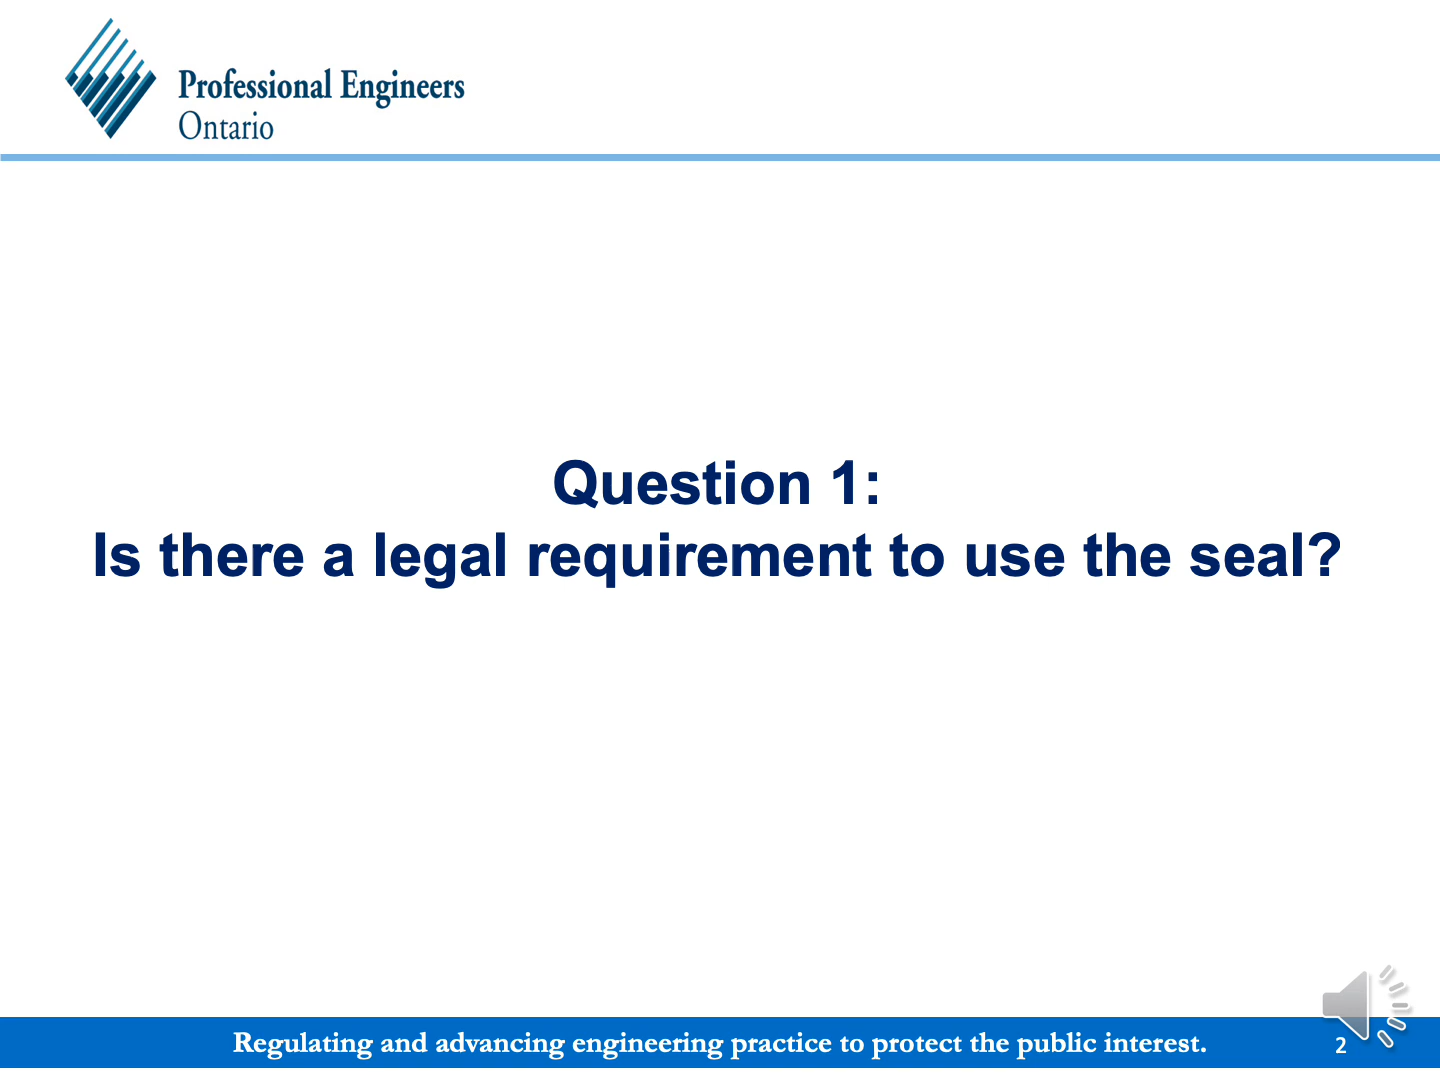 Professional Engineers
Ontario
Question 1:
Is there a legal requirement to use the seal?
Regulating and advancing engineering practice to protect the public interest.
2